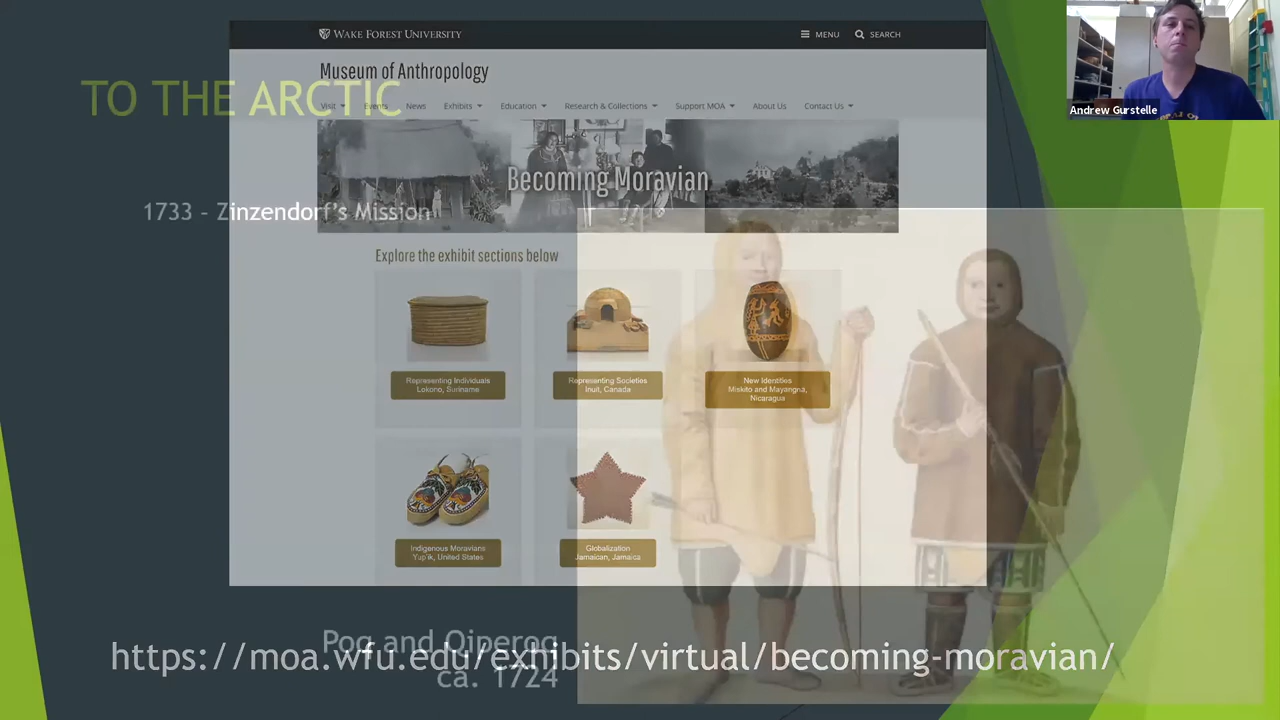 WAKE FOREST UNIVERSITY
MENU
SEARCH
Andrew Gurstelle
Museum of Anthropology
TO THE ARCTIC
Visit Events News Exhibits Education Research & Collections Support MOA About Us Contact Us
Becoming Moravian
1733 - Zinzendorf's Mission
Explore the exhibit sections below
Representing Individuals
Lokono, Suriname
Representing Societies
Inuit, Canada
New Identities
Miskito and Mayangna,
Nicaragua
Indigenous Moravians
Yup'ik, United States
Globalization
Jamaican, Jamaica
Poq and Qiperoq
ca. 1724
https://moa.wfu.edu/exhibits/virtual/becoming-moravian/